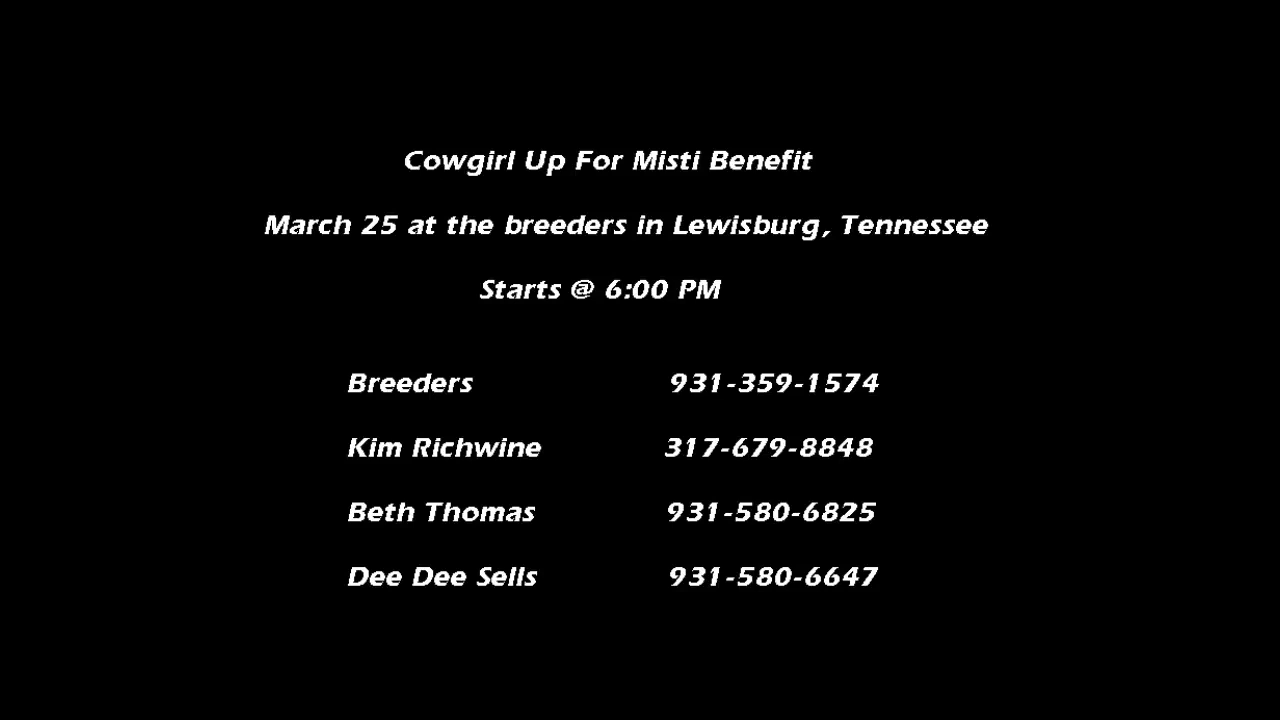 Cowgirl Up For Misti Benefit
March 25 at the breeders in Lewisburg, Tennessee
Starts @ 6:00 PM
Breeders 931-359-1574
Kim Richwine 317-679-8848
Beth Thomas 931-580-6825
Dee Dee Sells 931-580-6647